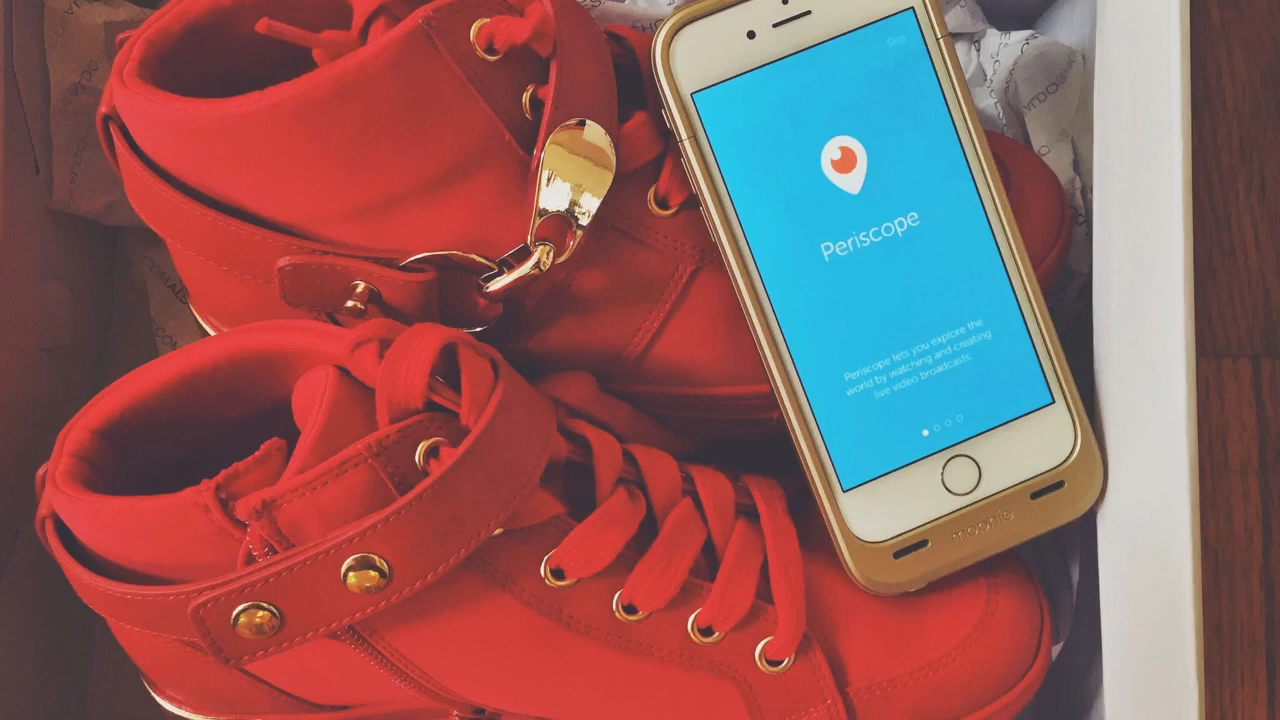 Skip
Periscope
Periscope lets you explore the
world by watching and creating
live video broadcasts.
mophie